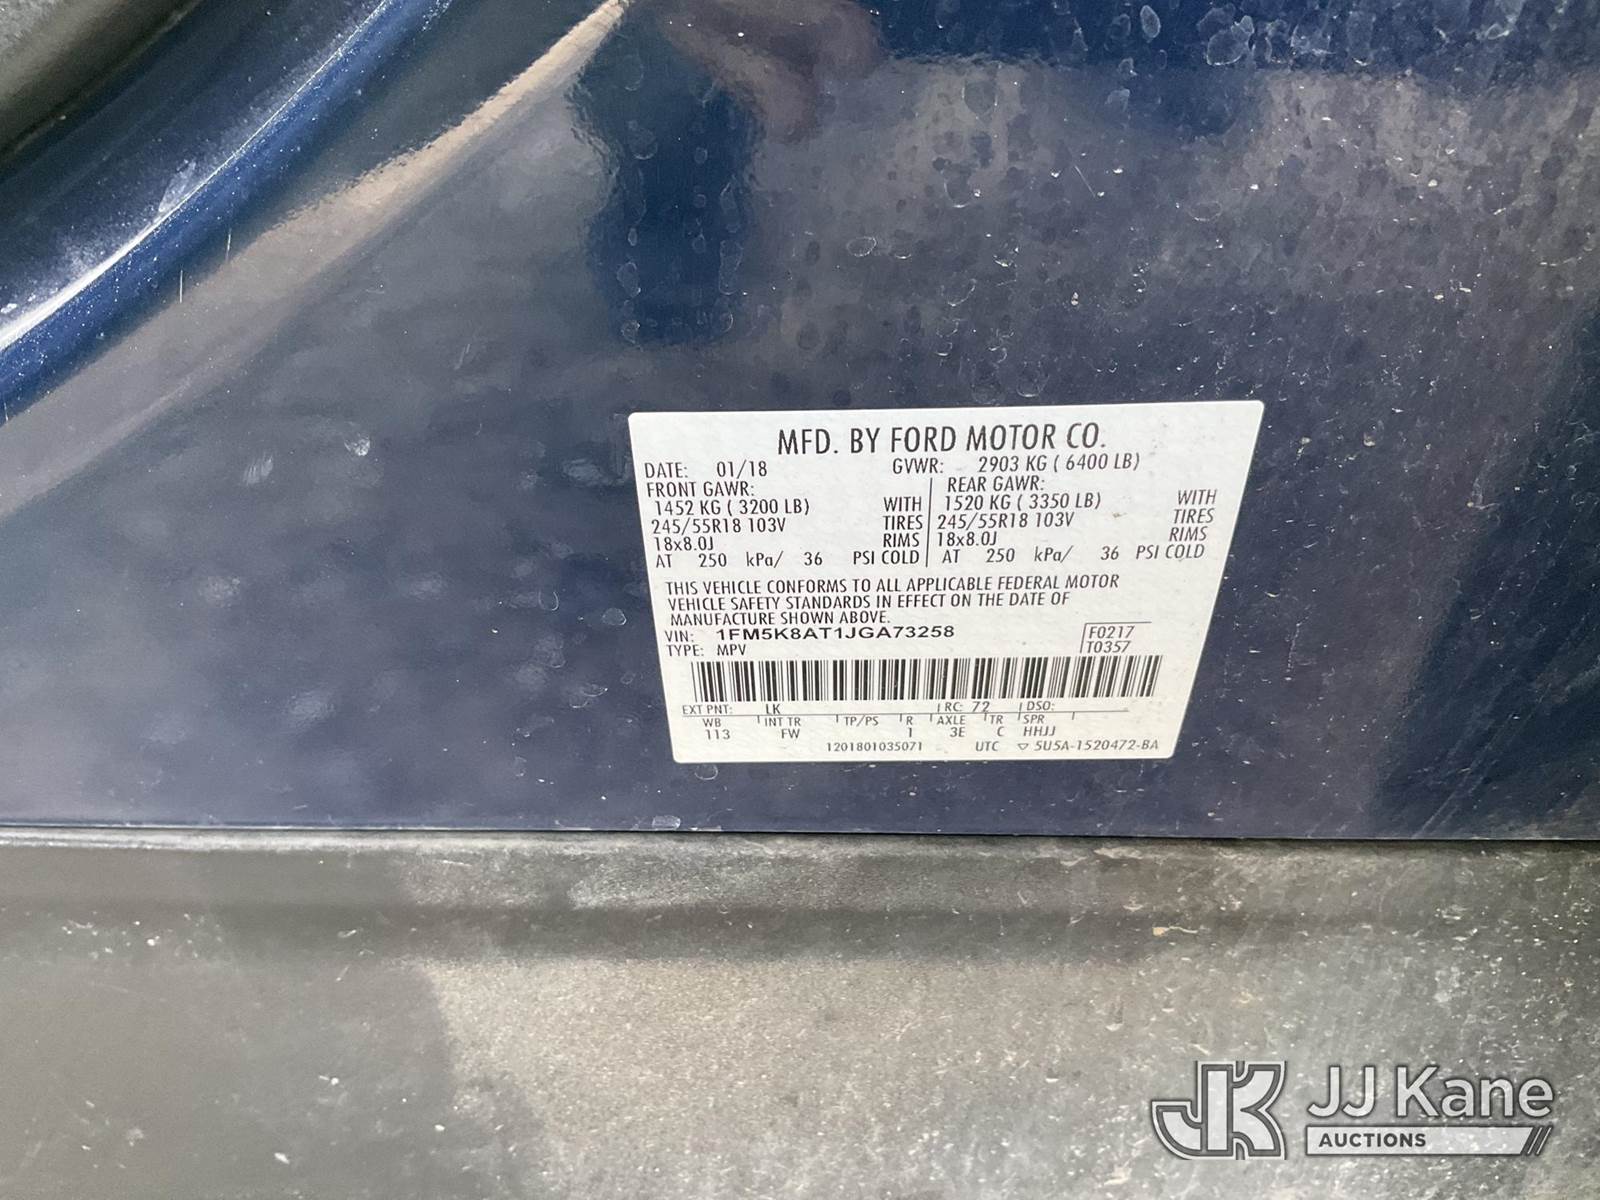 MFD. BY FORD MOTOR CO.
DATE: 01/18 GVWR: 2903 KG ( 6400 LB)
FRONT GAWR: REAR GAWR:
1452 KG ( 3200 LB) WITH 1520 KG ( 3350 LB) WITH
245/55R18 103V TIRES 245/55R18 103V TIRES
18x8.0J RIMS 18x8.0J RIMS
AT 250 kPa/ 36 PSI COLD AT 250 kPa/ 36 PSI COLD
THIS VEHICLE CONFORMS TO ALL APPLICABLE FEDERAL MOTOR
VEHICLE SAFETY STANDARDS IN EFFECT ON THE DATE OF
MANUFACTURE SHOWN ABOVE.
VIN: 1FM5K8AT1JGA73258 F0217
TYPE: MPV T0357
EXT PNT: LK RC: 72 DSO:
WB INT TR TP/PS R AXLE TR SPR
113 FW 1 3E C HHJJ
1201801035071 UTC ▽ 5U5A-1520472-BA
JK JJ Kane
AUCTIONS